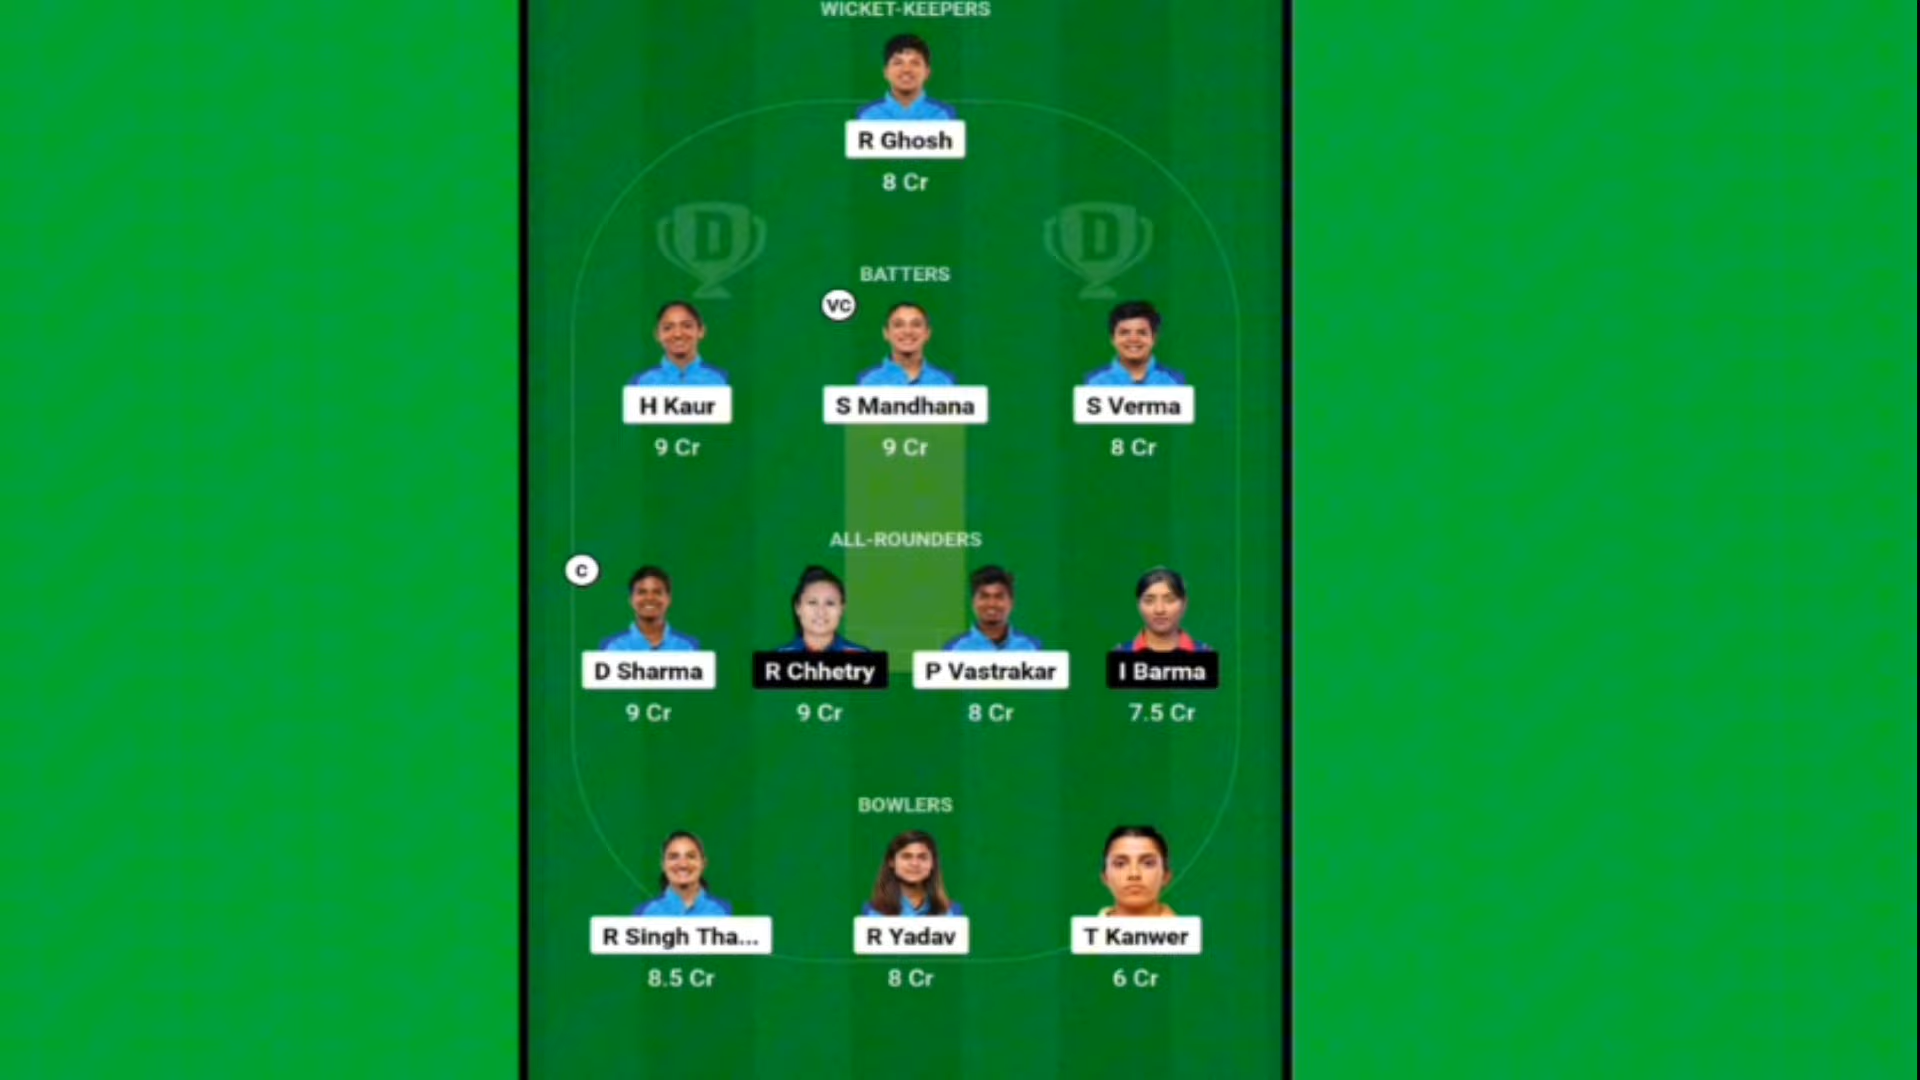 WICKET-KEEPERS
R Ghosh
8 Cr
D D
BATTERS
VC
H Kaur S Mandhana S Verma
9 Cr 9 Cr 8 Cr
ALL-ROUNDERS
C
D Sharma R Chhetry P Vastrakar I Barma
9 Cr 9 Cr 8 Cr 7.5 Cr
BOWLERS
R Singh Tha... R Yadav T Kanwer
8.5 Cr 8 Cr 6 Cr